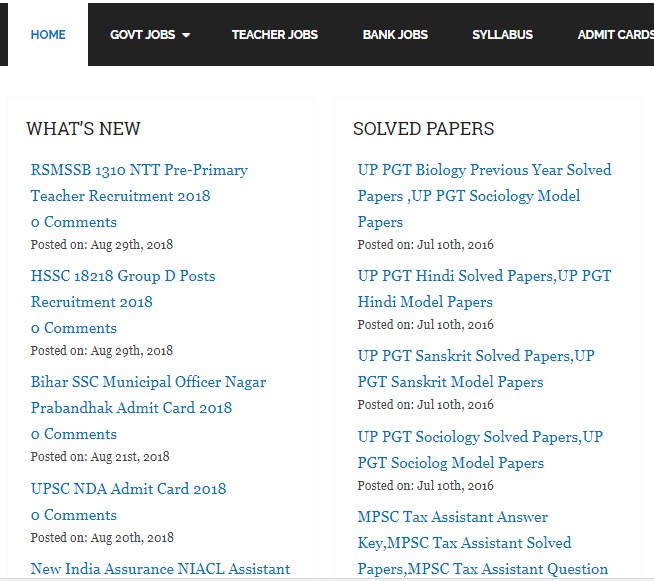 HOME GOVT JOBS TEACHER JOBS BANK JOBS SYLLABUS ADMIT CARDS
WHAT'S NEW
RSMSSB 1310 NTT Pre-Primary
Teacher Recruitment 2018
0 Comments
Posted on: Aug 29th, 2018
HSSC 18218 Group D Posts
Recruitment 2018
0 Comments
Posted on: Aug 29th, 2018
Bihar SSC Municipal Officer Nagar
Prabandhak Admit Card 2018
0 Comments
Posted on: Aug 21st, 2018
UPSC NDA Admit Card 2018
0 Comments
Posted on: Aug 20th, 2018
New India Assurance NIACL Assistant
SOLVED PAPERS
UP PGT Biology Previous Year Solved
Papers ,UP PGT Sociology Model
Papers
Posted on: Jul 10th, 2016
UP PGT Hindi Solved Papers,UP PGT
Hindi Model Papers
Posted on: Jul 10th, 2016
UP PGT Sanskrit Solved Papers,UP
PGT Sanskrit Model Papers
Posted on: Jul 10th, 2016
UP PGT Sociology Solved Papers,UP
PGT Sociolog Model Papers
Posted on: Jul 10th, 2016
MPSC Tax Assistant Answer
Key,MPSC Tax Assistant Solved
Papers,MPSC Tax Assistant Question